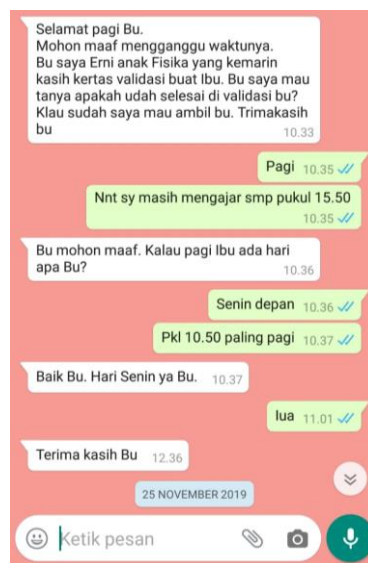 Selamat pagi Bu.
Mohon maaf mengganggu waktunya.
Bu saya Erni anak Fisika yang kemarin
kasih kertas validasi buat Ibu. Bu saya mau
tanya apakah udah selesai di validasi bu?
Klau sudah saya mau ambil bu. Trimakasih
bu 10.33
Pagi 10.35
Nnt sy masih mengajar smp pukul 15.50
10.35
Bu mohon maaf. Kalau pagi Ibu ada hari
apa Bu? 10.36
Senin depan 10.36
Pkl 10.50 paling pagi 10.37
Baik Bu. Hari Senin ya Bu. 10.37
Iua 11.01
Terima kasih Bu 12.36
25 NOVEMBER 2019
Ketik pesan